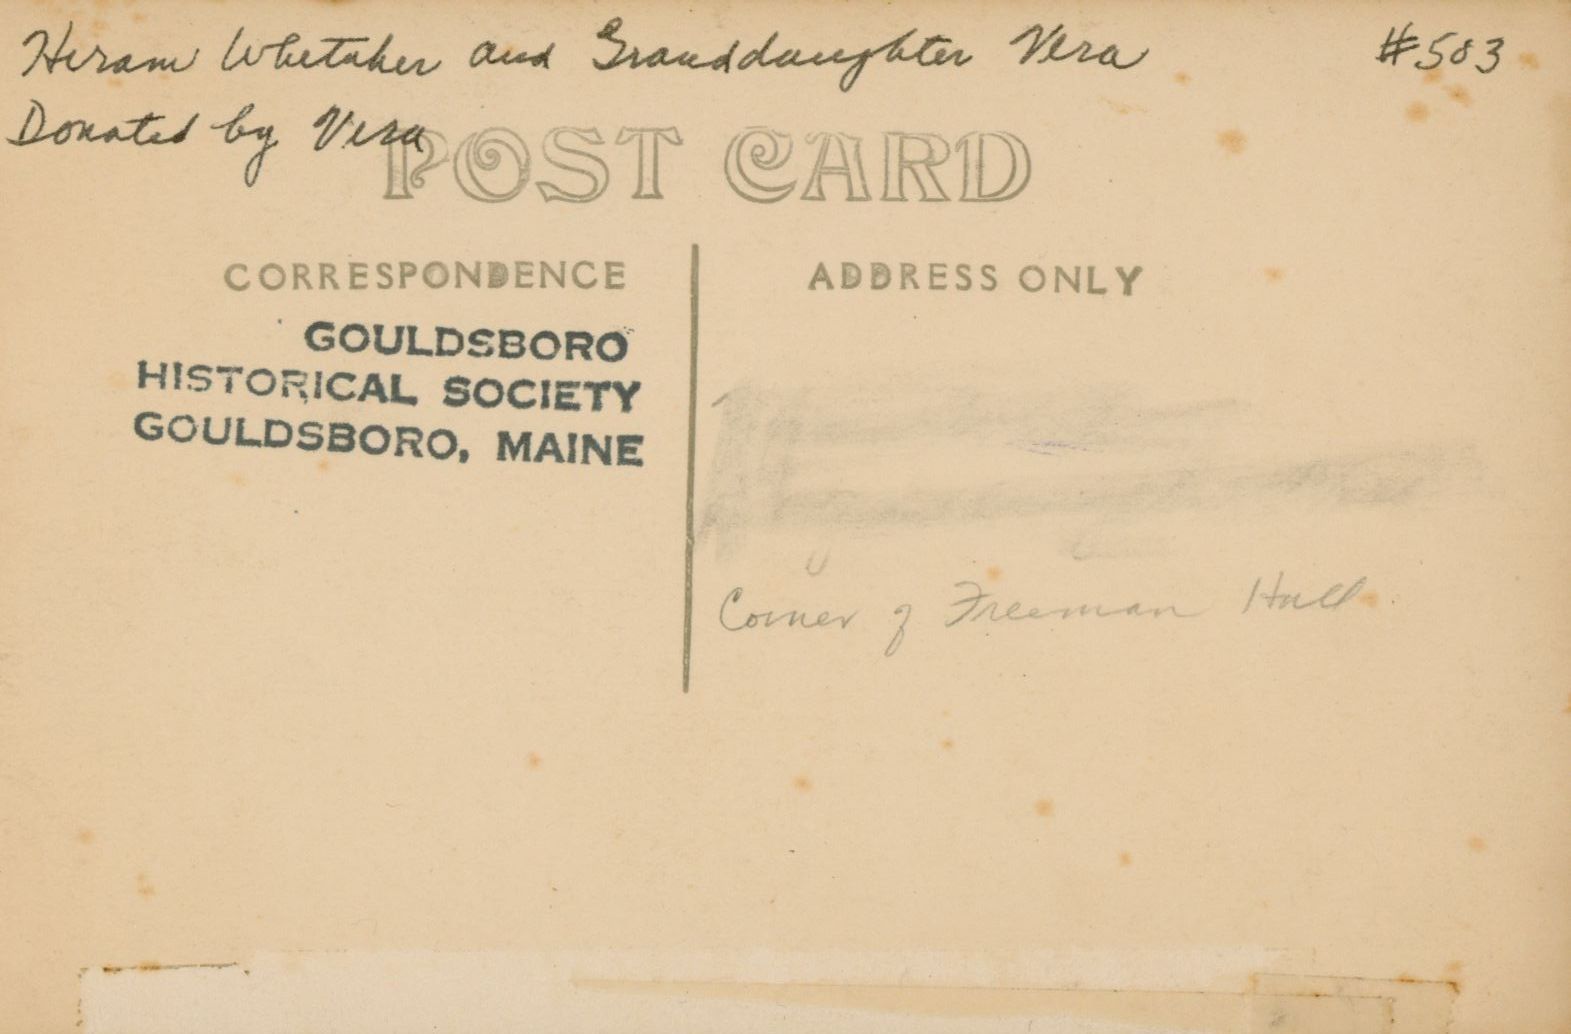 Hiram Whetaker and Granddaughter Vera #503
Donated by Vera
POST CARD
CORRESPONDENCE
ADDRESS ONLY
GOULDSBORO
HISTORICAL SOCIETY
GOULDSBORO, MAINE
Corner of Freeman Hall